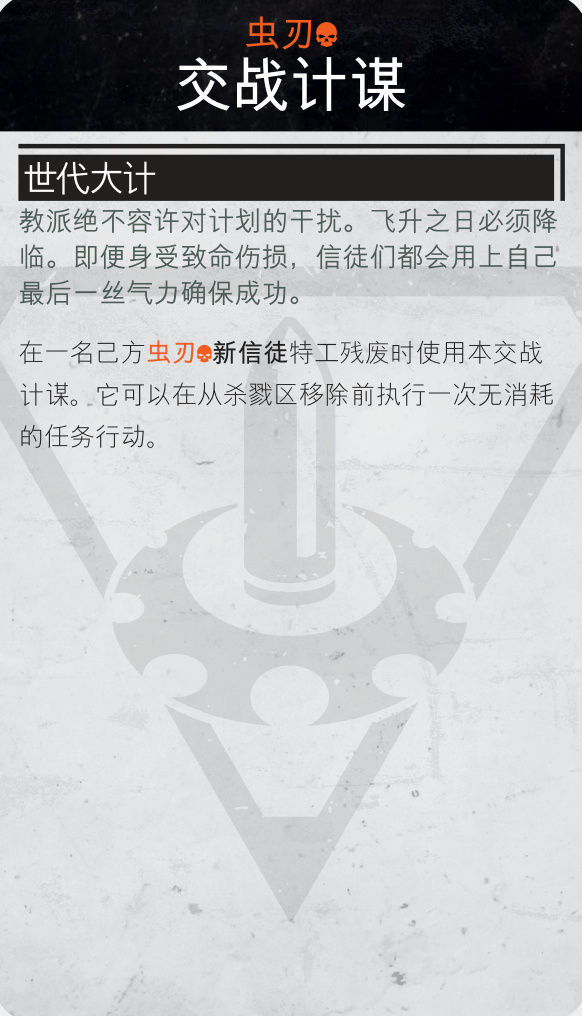 虫刃
交战计谋
世代大计
教派绝不容许对计划的干扰。飞升之日必须降
临。即便身受致命伤损，信徒们都会用上自己
最后一丝气力确保成功。
在一名己方虫刃新信徒特工残废时使用本交战
计谋。它可以在从杀戮区移除前执行一次无消耗
的任务行动。